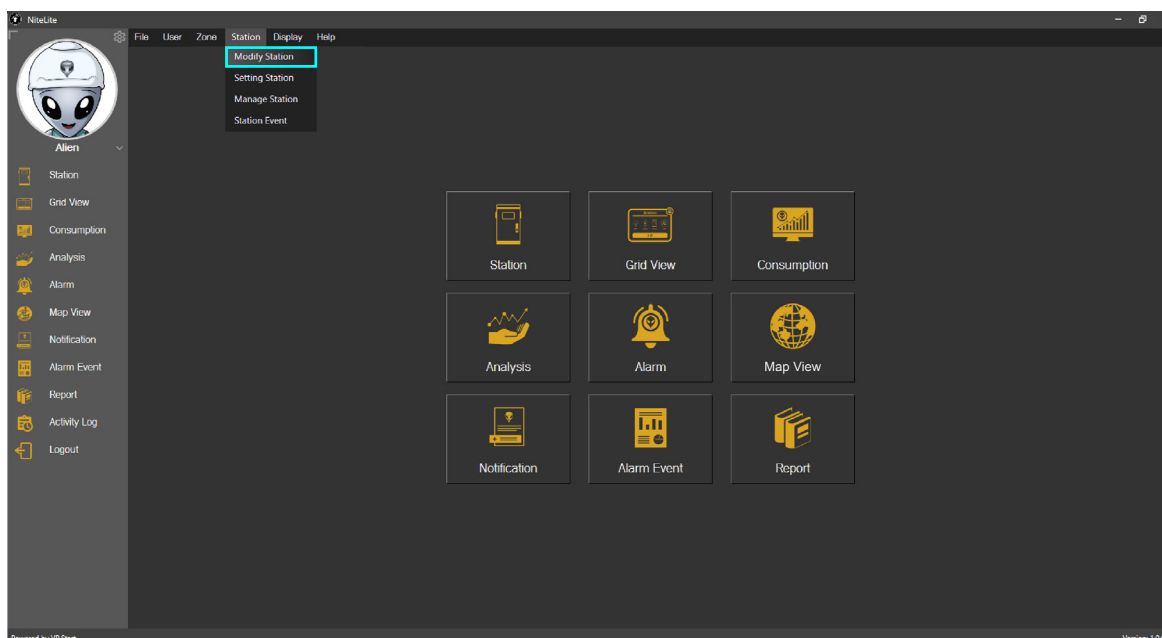 NiteLite
File User Zone Station Display Help
Modify Station
Setting Station
Manage Station
Station Event
Alien
Station
Grid View
Consumption
Analysis
Alarm
Map View
Notification
Alarm Event
Report
Activity Log
Logout
Station Grid View Consumption
Analysis Alarm Map View
Notification Alarm Event Report